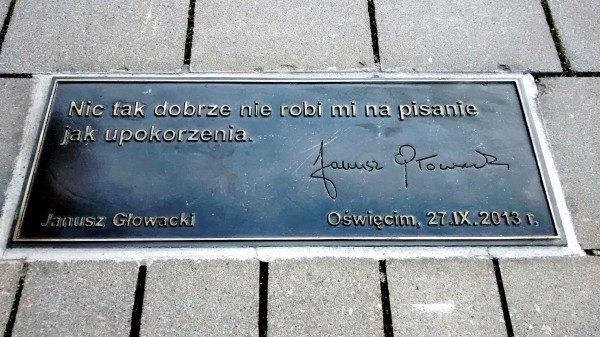 Nic tak dobrze nie robi mi na pisanie
jak upokorzenia.
Janusz Głowacki
Janusz Głowacki
Oświęcim, 27.IX.2013 r.